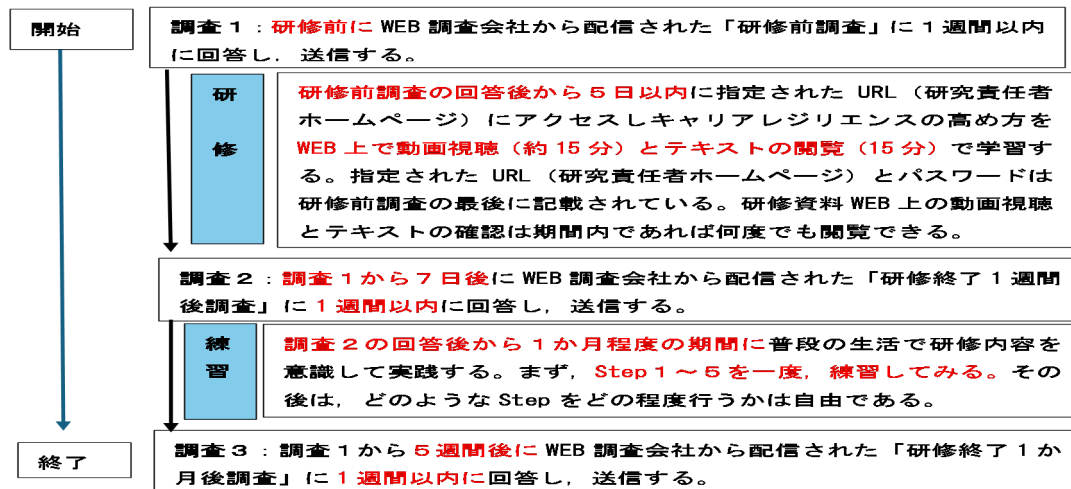 開始
調査1：研修前にWEB調査会社から配信された「研修前調査」に1週間以内
に回答し，送信する。
研
修
研修前調査の回答後から5日以内に指定された URL（研究責任者
ホームページ）にアクセスしキャリアレジリエンスの高め方を
WEB上で動画視聴（約15分）とテキストの閲覧（15分）で学習す
る。指定された URL（研究責任者ホームページ）とパスワードは
研修前調査の最後に記載されている。研修資料WEB上の動画視聴
とテキストの確認は期間内であれば何度でも閲覧できる。
調査2：調査1から7日後にWEB調査会社から配信された「研修終了1週間
後調査」に1週間以内に回答し，送信する。
練
習
調査2の回答後から1か月程度の期間に普段の生活で研修内容を
意識して実践する。まず，Step1～5を一度，練習してみる。その
後は，どのようなStepをどの程度行うかは自由である。
終了
調査3：調査1から5週間後にWEB調査会社から配信された「研修終了1か
月後調査」に1週間以内に回答し，送信する。